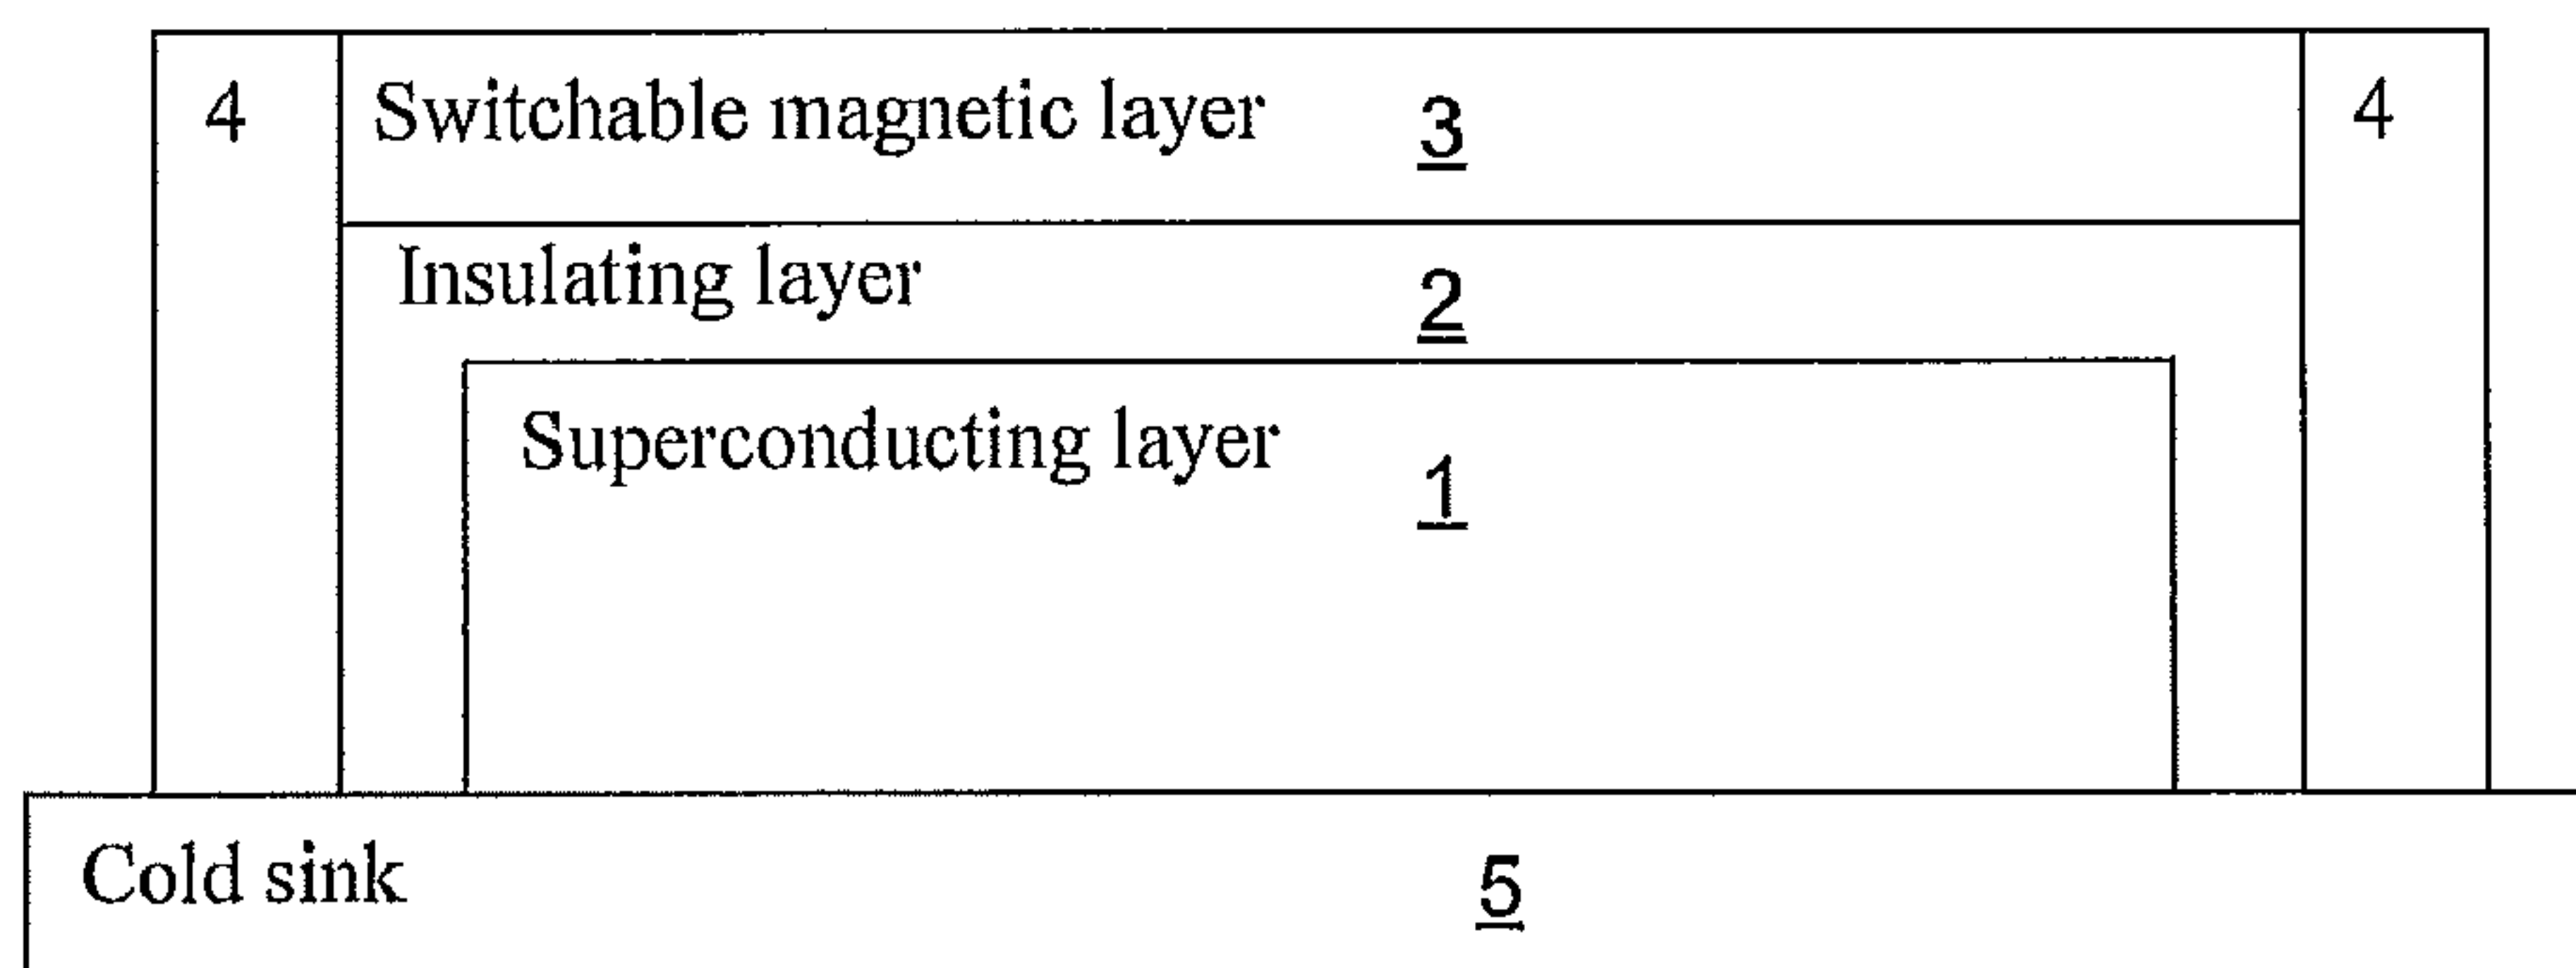 4 Switchable magnetic layer 3 4
Insulating layer 2
Superconducting layer 1
Cold sink 5